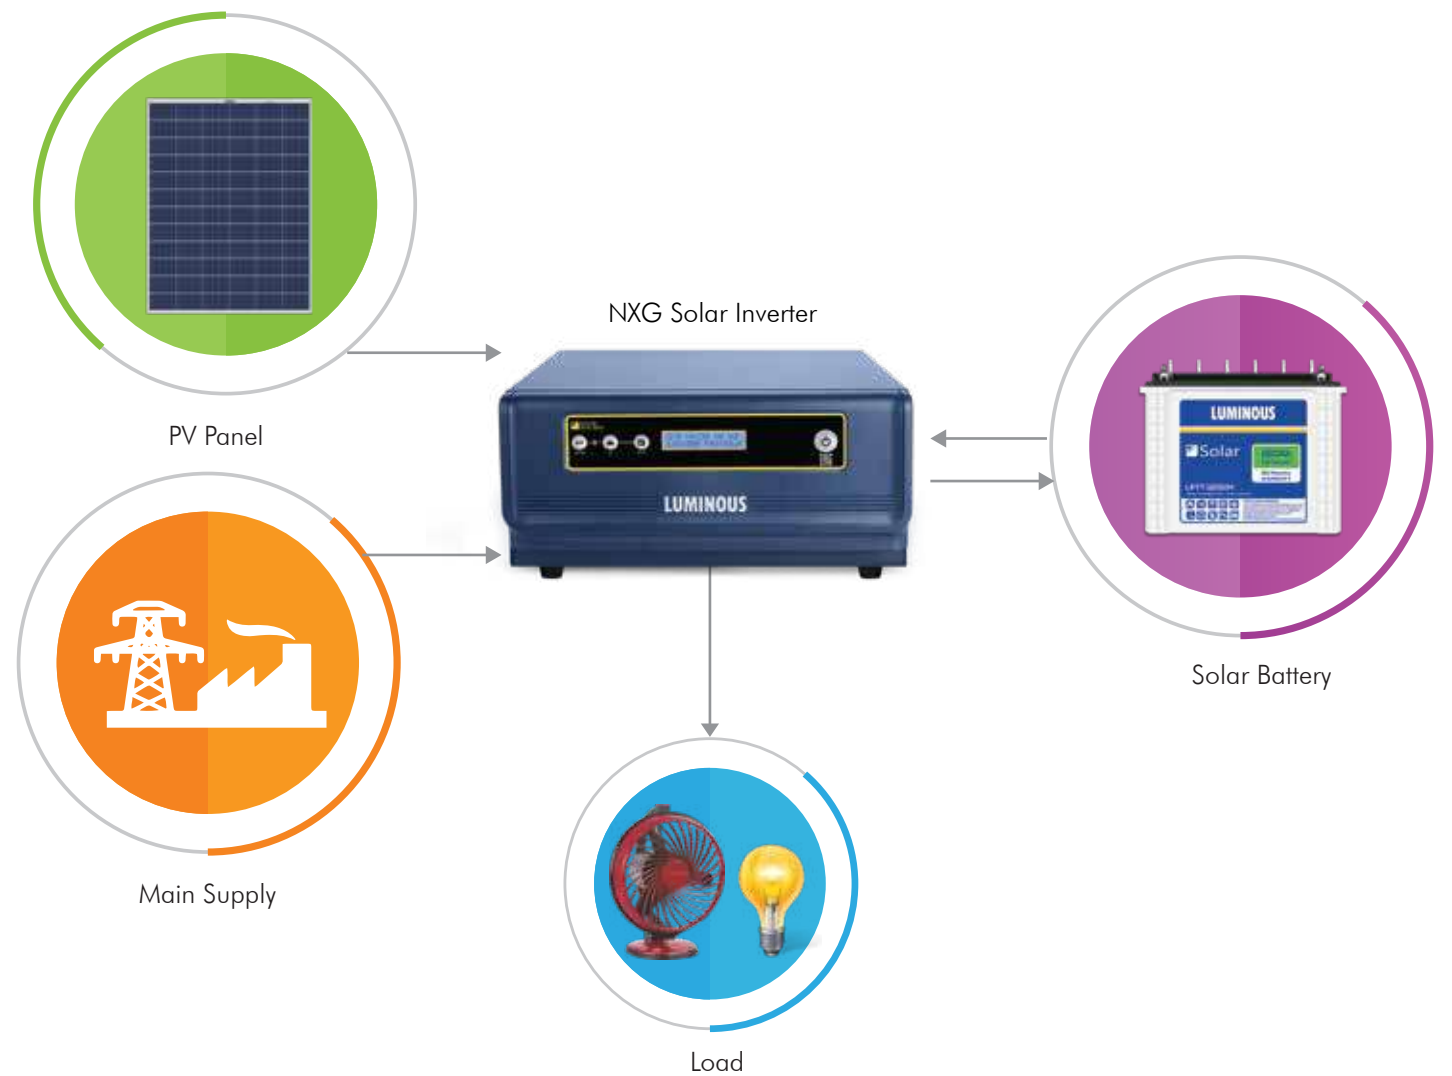 NXG Solar Inverter
PV Panel
LUMINOUS
LUMINOUS
Solar
Solar Battery
Main Supply
Load